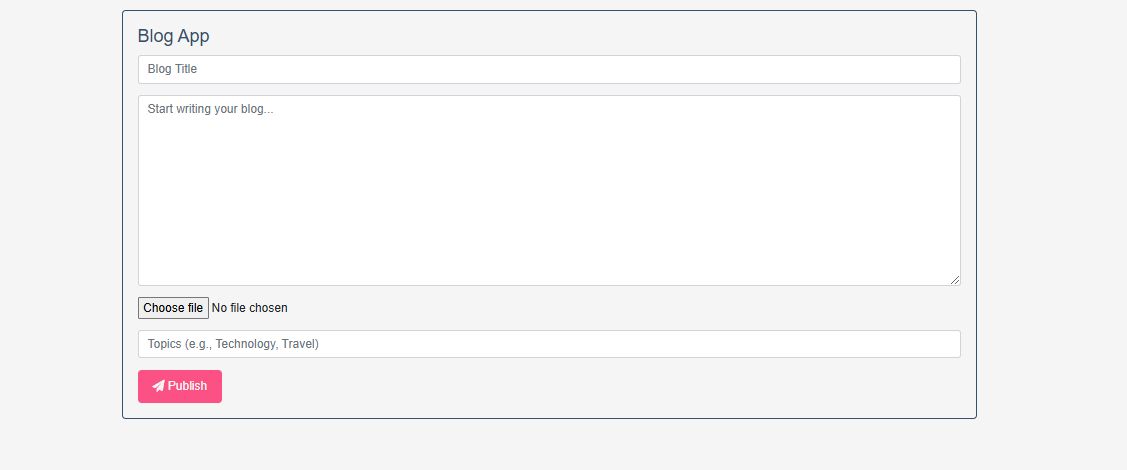 Blog App
Blog Title
Start writing your blog...
Choose file No file chosen
Topics (e.g., Technology, Travel)
Publish